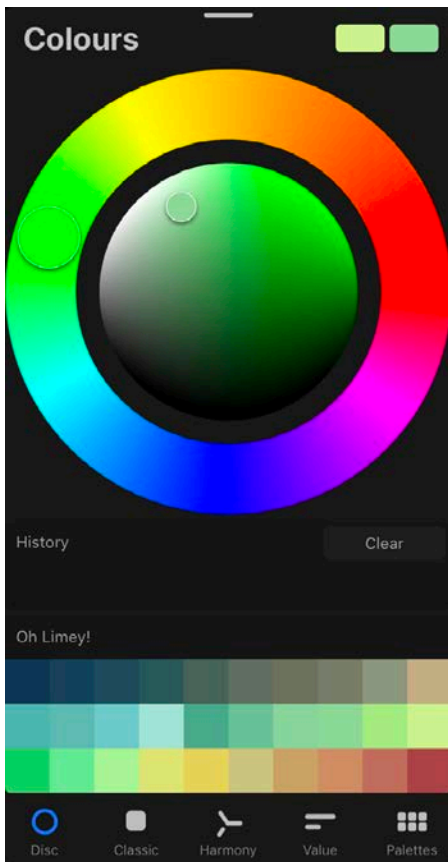 Colours
History
Clear
Oh Limey!
Disc
Classic
Harmony
Value
Palettes